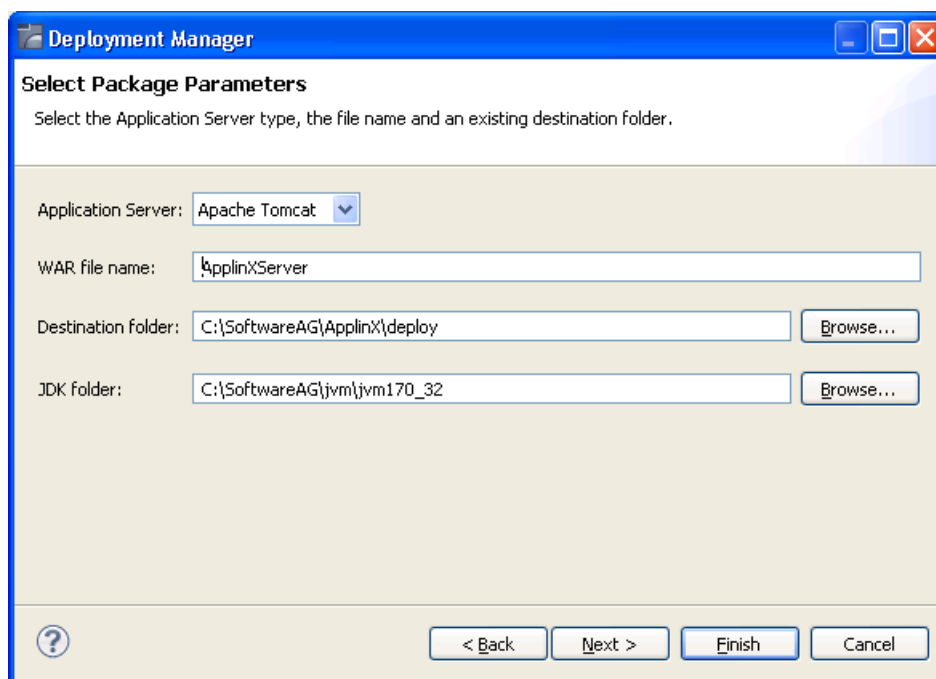 Deployment Manager
Select Package Parameters
Select the Application Server type, the file name and an existing destination folder.
Application Server: Apache Tomcat
WAR file name: ApplinXServer
Destination folder: C:\SoftwareAG\ApplinX\deploy Browse...
JDK folder: C:\SoftwareAG\jvm\jvm170_32 Browse...
? < Back Next > Finish Cancel